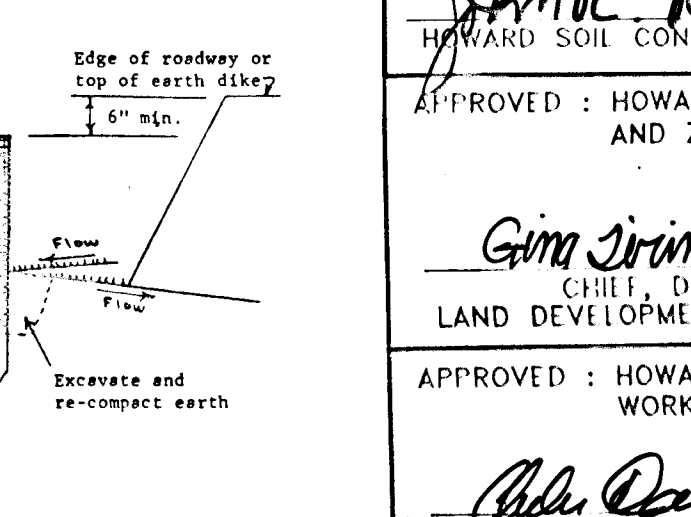 Edge of roadway or
top of earth dike
6" min.
Flow
Flow
Excavate and
re-compact earth
HOWARD SOIL CON
APPROVED : HOWA
AND
Gina
CHIEF, D
LAND DEVELOPME
APPROVED : HOWA
WORK